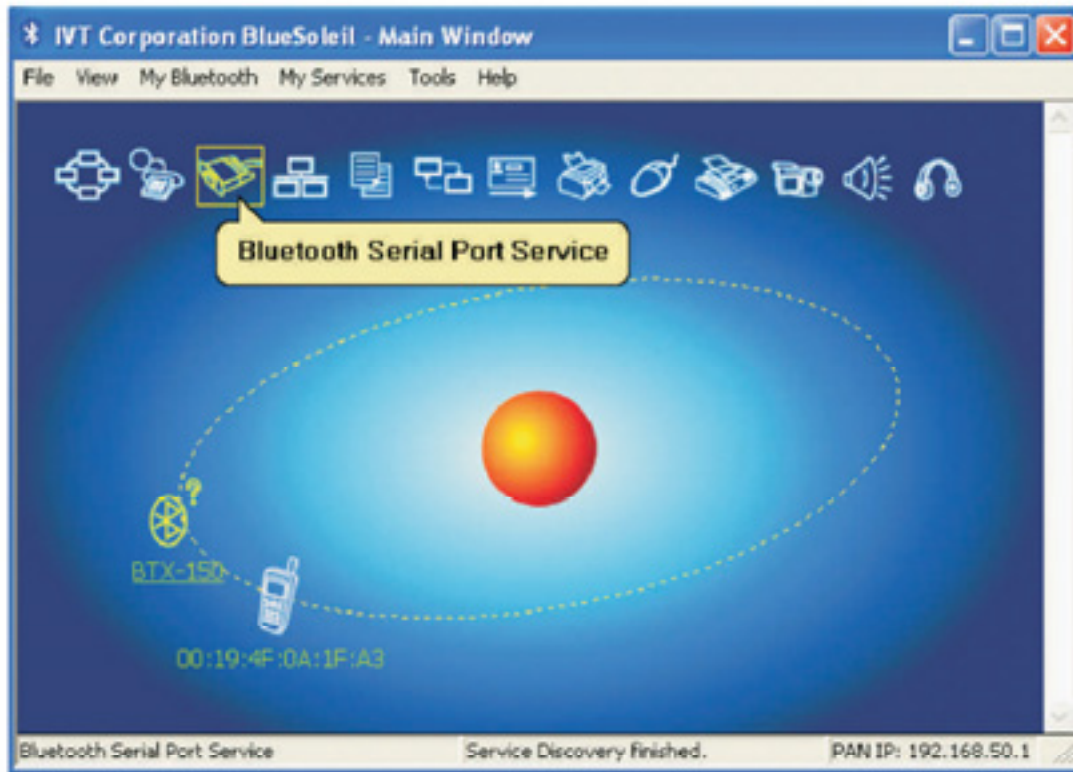 IVT Corporation BlueSoleil - Main Window
File View My Bluetooth My Services Tools Help
Bluetooth Serial Port Service
BTX-150
00:19:4F:0A:1F:A3
Bluetooth Serial Port Service Service Discovery finished. PAN IP: 192.168.50.1